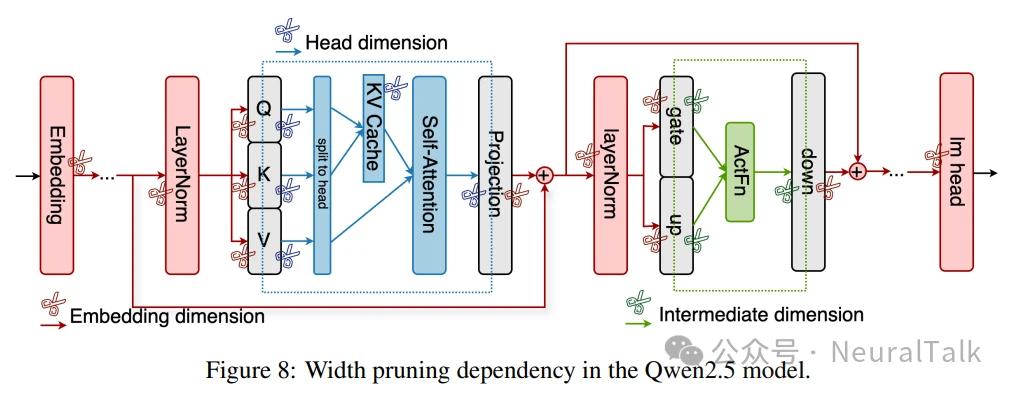 Head dimension
Embedding
...
LayerNorm
Q
K
V
split to head
KV Cache
Self-Attention
Projection
+
layerNorm
gate
up
ActFn
down
+
...
lm head
Embedding dimension
Intermediate dimension
公众号 · NeuralTalk
Figure 8: Width pruning dependency in the Qwen2.5 model.